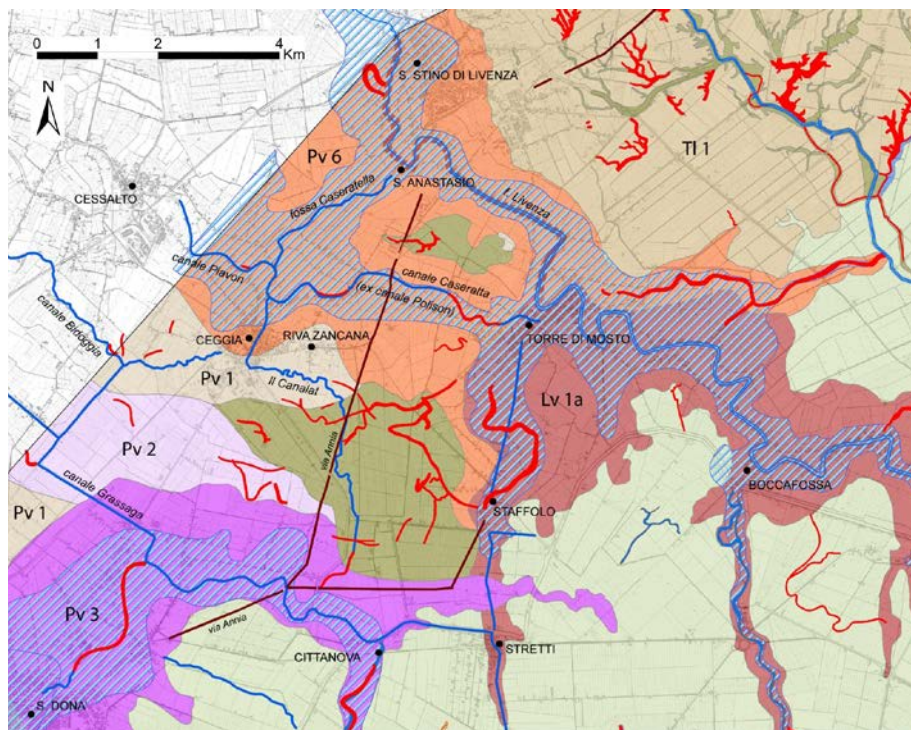 0 1 2 4
Km
N
S. STINO DI LIVENZA
Pv 6
Tl 1
S. ANASTASIO
CESSALTO
fossa Caseratella
f. Livenza
canale Piavon
canale Caseratta
(ex canale Polison)
canale Bidoggia
CEGGIA
RIVA ZANCANA
TORRE DI MOSTO
Pv 1
Il Canalat
Lv 1a
Pv 2
via Annia
canale Grassaga
BOCCAFOSSA
Pv 1
STAFFOLO
Pv 3
via Annia
CITTANOVA
STRETTI
S. DONA